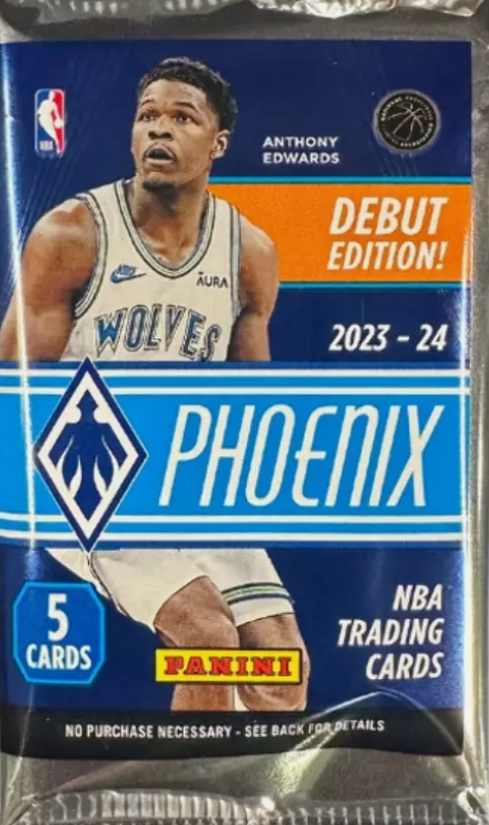 ANTHONY
EDWARDS
DEBUT
EDITION!
AURA
WOLVES
2023 - 24
PHOENIX
5
CARDS
NBA
TRADING
CARDS
PANINI
NO PURCHASE NECESSARY - SEE BACK FOR DETAILS